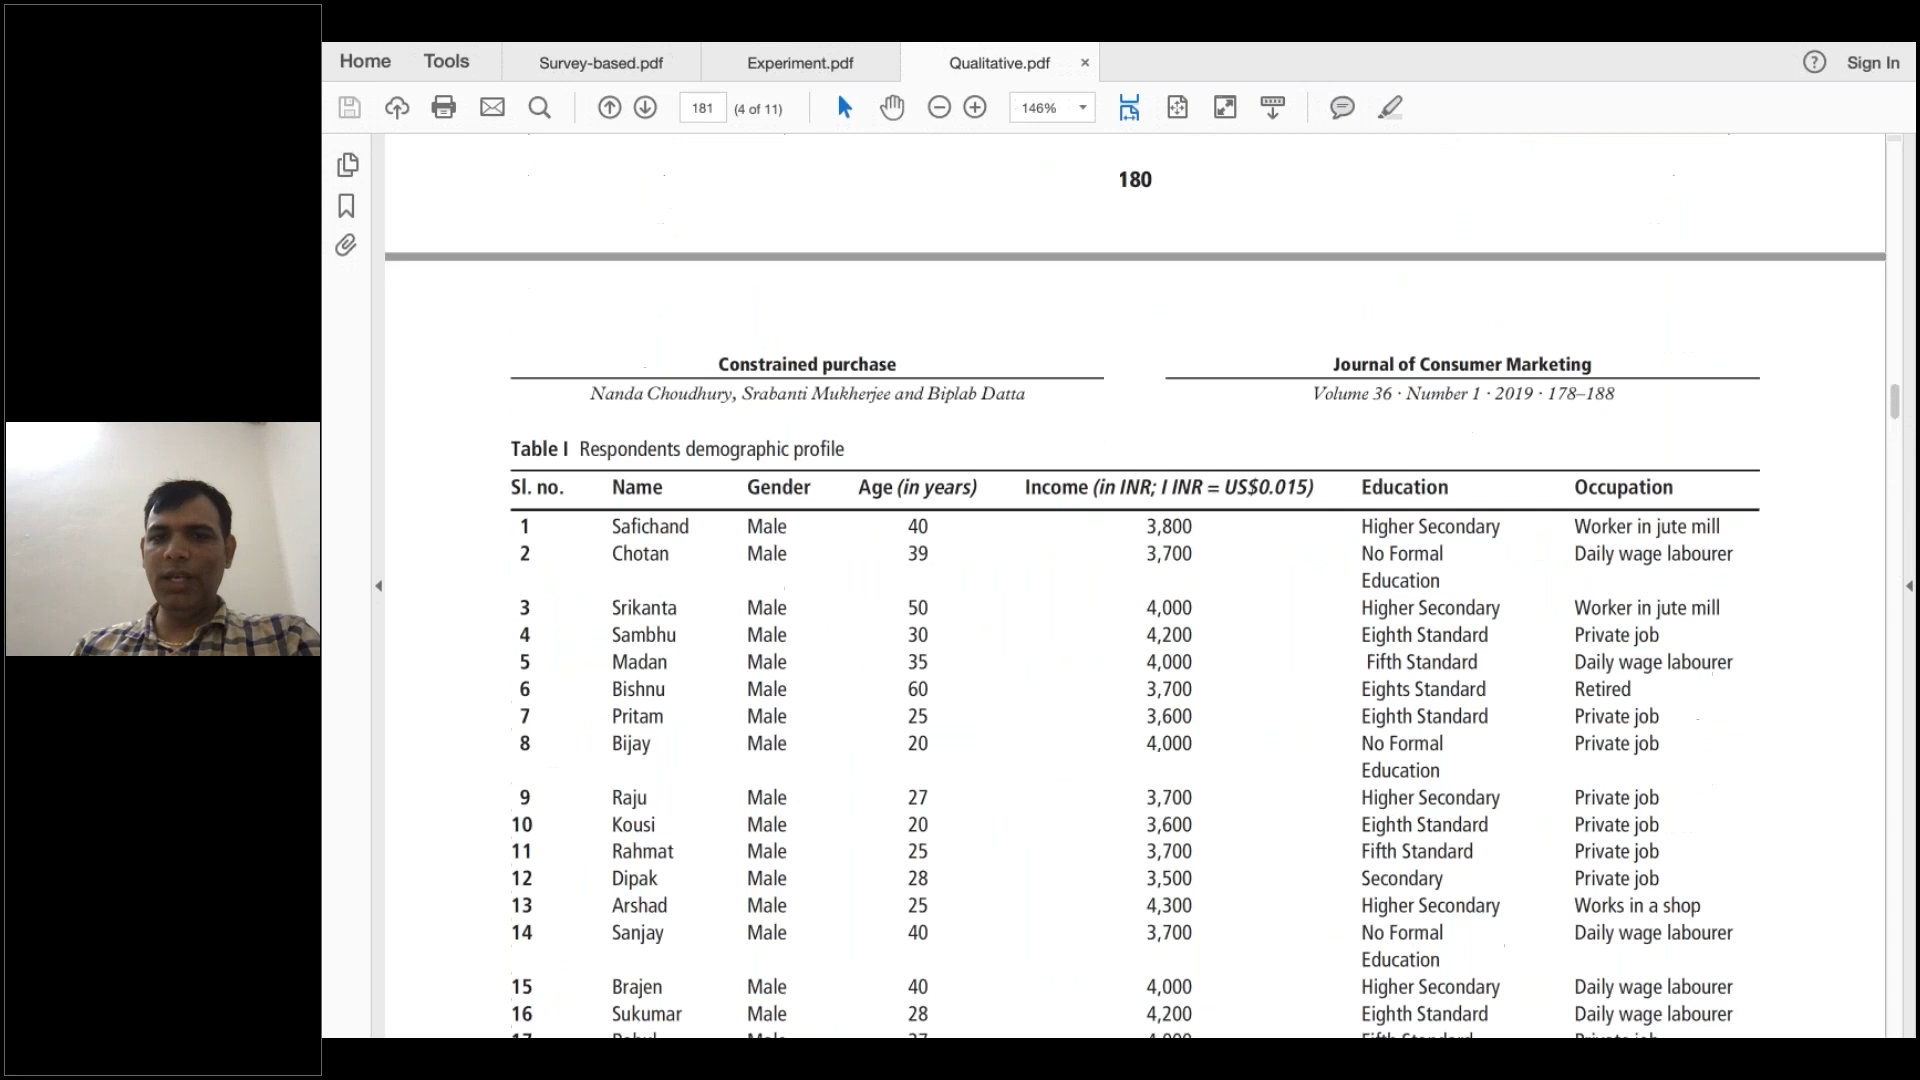 Home Tools Survey-based.pdf Experiment.pdf Qualitative.pdf × ? Sign In
181 (4 of 11) 146%
180
Constrained purchase
Nanda Choudhury, Srabanti Mukherjee and Biplab Datta
Journal of Consumer Marketing
Volume 36 · Number 1 · 2019 · 178–188
Table I Respondents demographic profile
Sl. no. Name Gender Age (in years) Income (in INR; I INR = US$0.015) Education Occupation
1 Safichand Male 40 3,800 Higher Secondary Worker in jute mill
2 Chotan Male 39 3,700 No Formal Daily wage labourer
Education
3 Srikanta Male 50 4,000 Higher Secondary Worker in jute mill
4 Sambhu Male 30 4,200 Eighth Standard Private job
5 Madan Male 35 4,000 Fifth Standard Daily wage labourer
6 Bishnu Male 60 3,700 Eights Standard Retired
7 Pritam Male 25 3,600 Eighth Standard Private job
8 Bijay Male 20 4,000 No Formal Private job
Education
9 Raju Male 27 3,700 Higher Secondary Private job
10 Kousi Male 20 3,600 Eighth Standard Private job
11 Rahmat Male 25 3,700 Fifth Standard Private job
12 Dipak Male 28 3,500 Secondary Private job
13 Arshad Male 25 4,300 Higher Secondary Works in a shop
14 Sanjay Male 40 3,700 No Formal Daily wage labourer
Education
15 Brajen Male 40 4,000 Higher Secondary Daily wage labourer
16 Sukumar Male 28 4,200 Eighth Standard Daily wage labourer